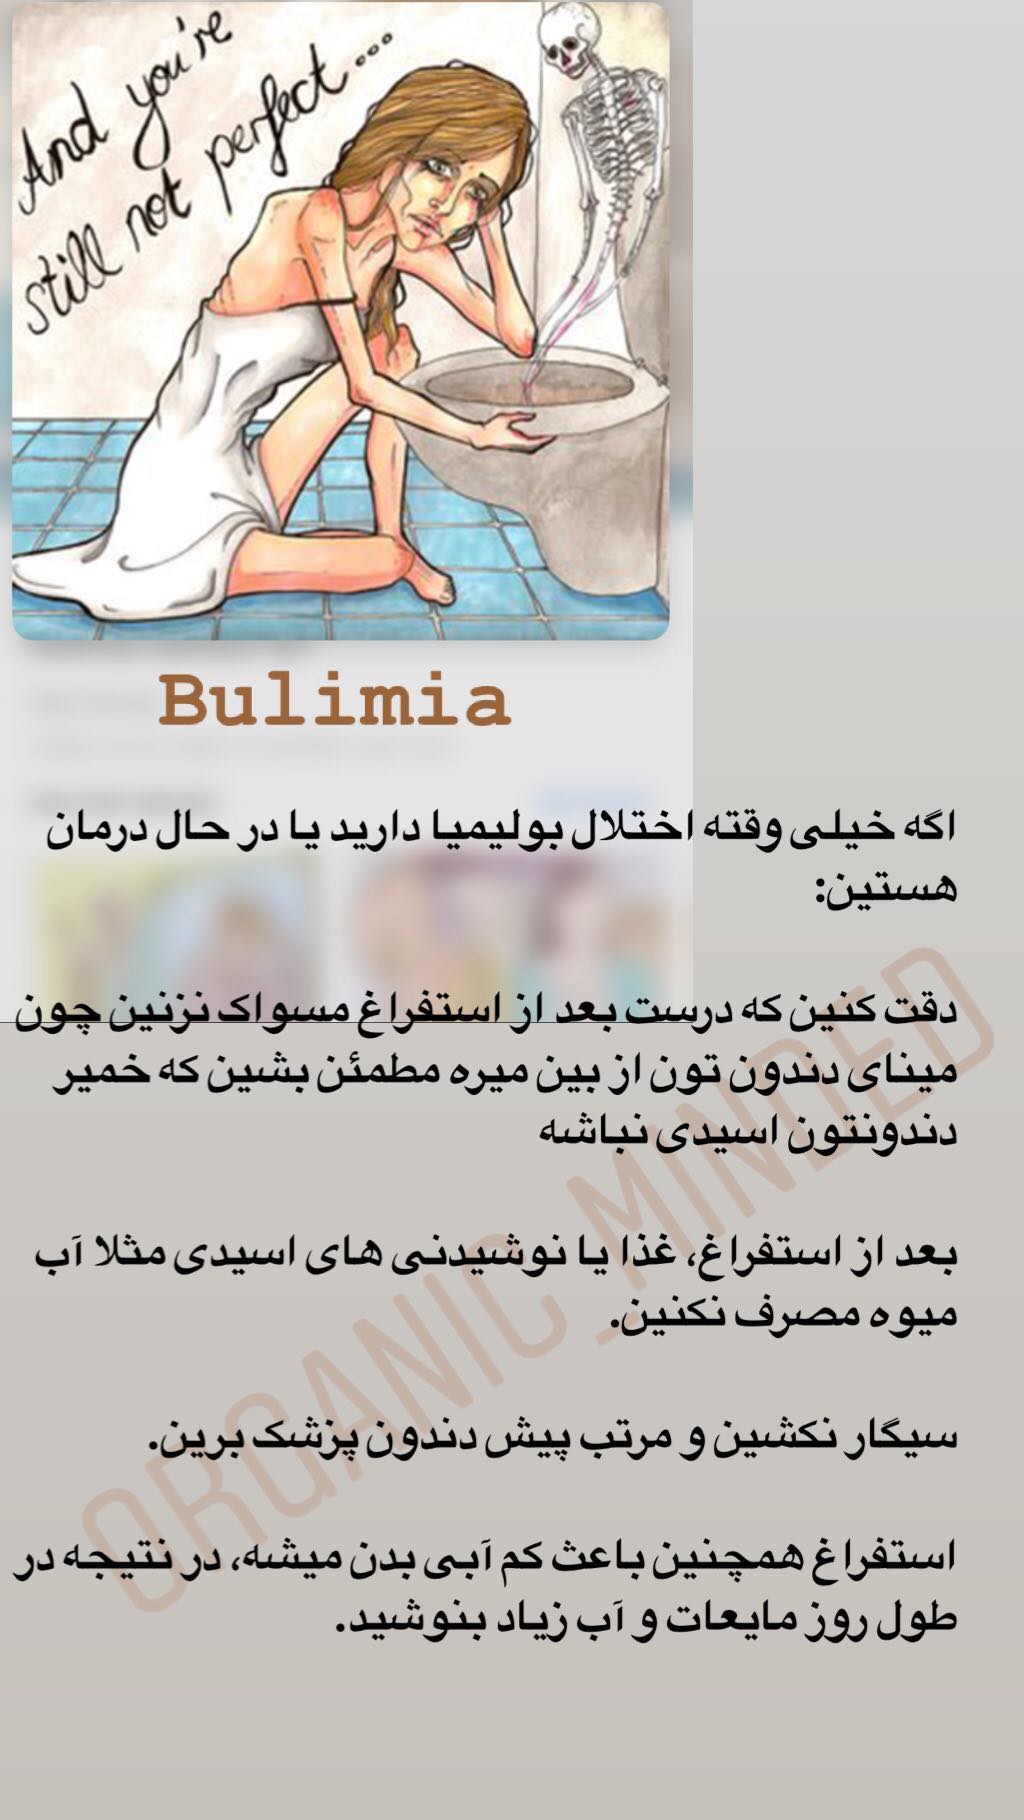 And you're
still not perfect...
Bulimia
اگه خیلی وقته اختلال بولیمیا دارید یا در حال درمان
هستین:
دقت کنین که درست بعد از استفراغ مسواک نزنین چون
مینای دندون تون از بین میره مطمئن بشین که خمیر
دندونتون اسیدی نباشه
بعد از استفراغ، غذا یا نوشیدنی های اسیدی مثلا آب
میوه مصرف نکنین.
سیگار نکشین و مرتب پیش دندون پزشک برین.
استفراغ همچنین باعث کم آبی بدن میشه، در نتیجه در
طول روز مایعات و آب زیاد بنوشید.
ORGANIC_MINDED